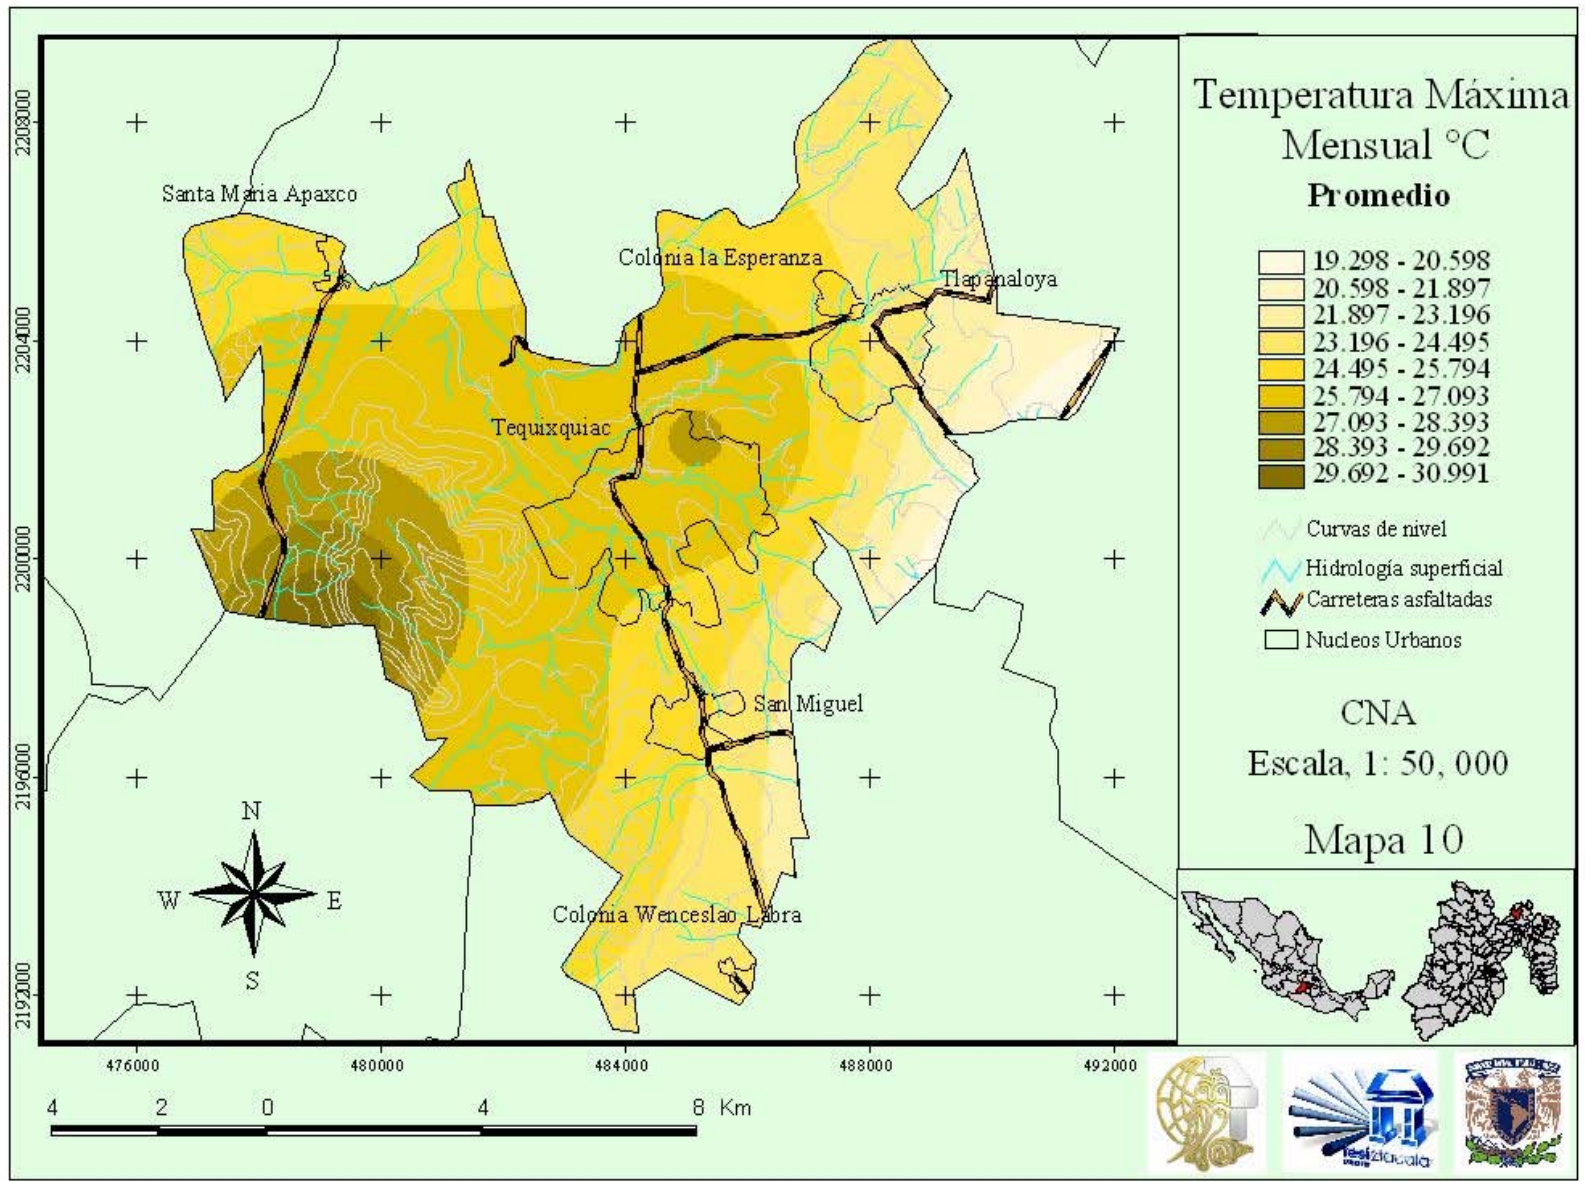 Temperatura Máxima
Mensual °C
Promedio
19.298 - 20.598
20.598 - 21.897
21.897 - 23.196
23.196 - 24.495
24.495 - 25.794
25.794 - 27.093
27.093 - 28.393
28.393 - 29.692
29.692 - 30.991
Curvas de nivel
Hidrología superficial
Carreteras asfaltadas
Nucleos Urbanos
CNA
Escala, 1: 50, 000
Mapa 10
Santa Maria Apaxco
Colonia la Esperanza
Tlapanaloya
Tequixquiac
San Miguel
Colonia Wenceslao Labra
N
W E
S
2208000
2204000
2200000
2196000
2192000
476000 480000 484000 488000 492000
4 2 0 4 8 Km